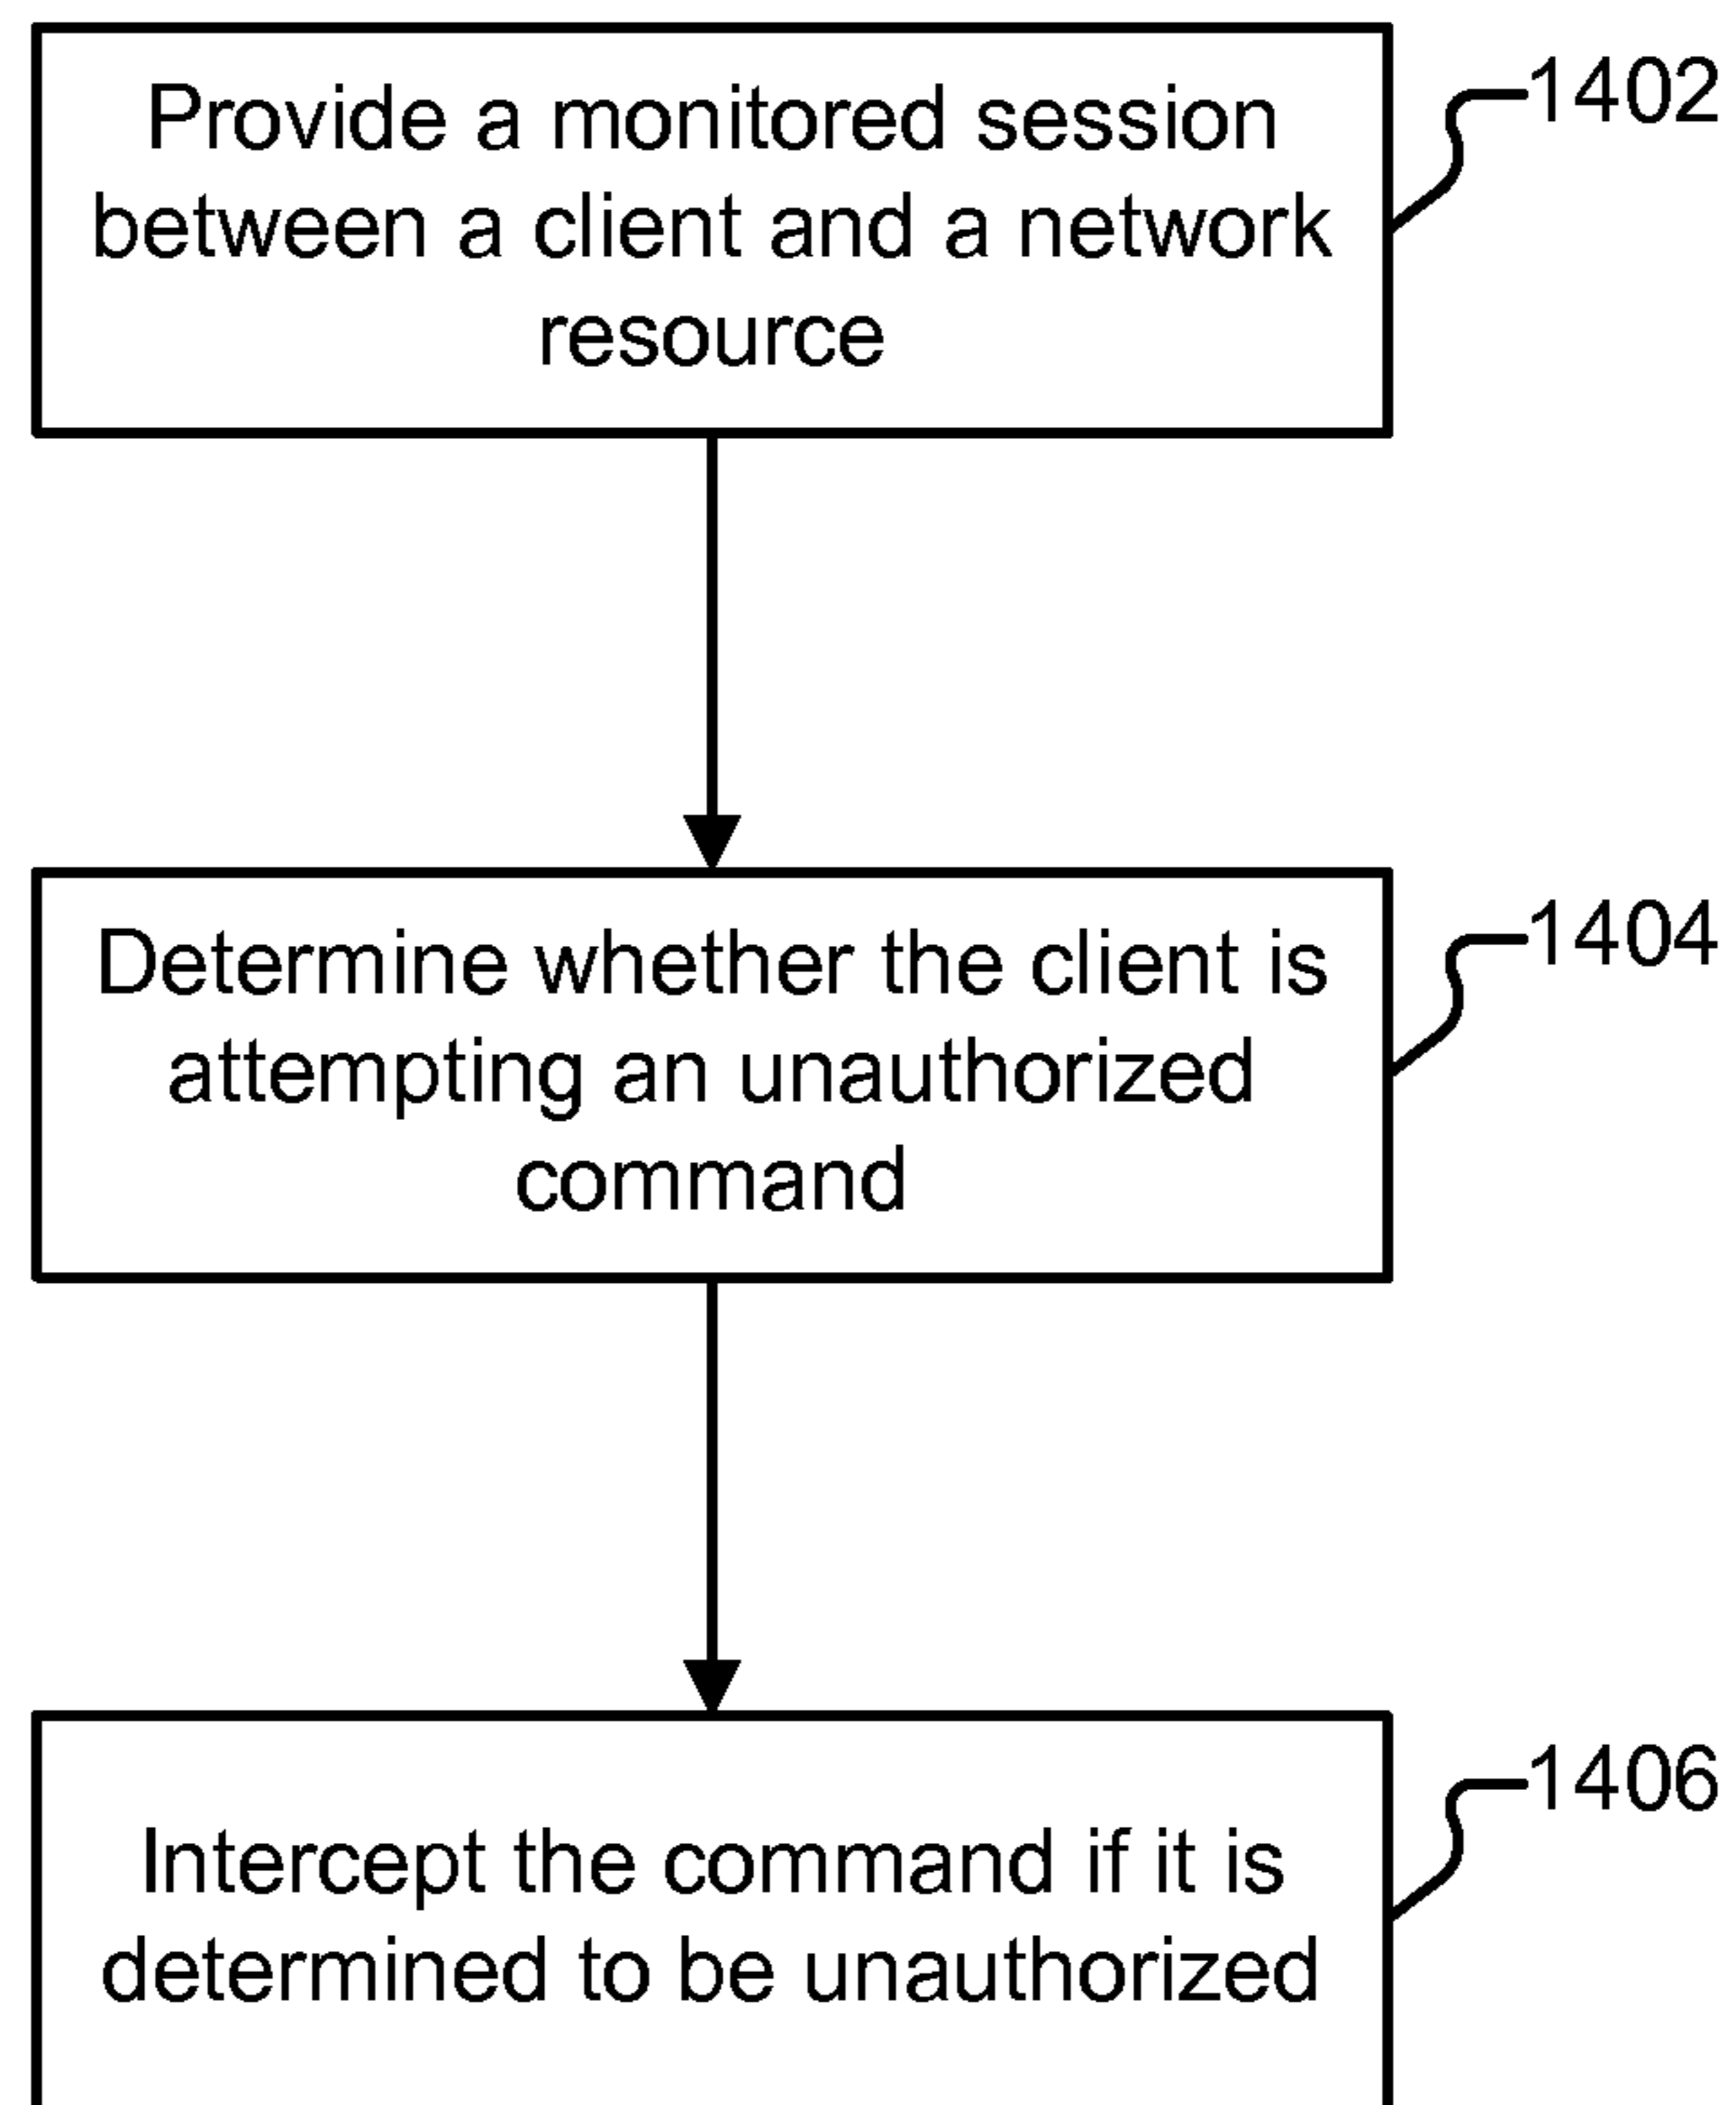 Provide a monitored session
between a client and a network
resource
1402
Determine whether the client is
attempting an unauthorized
command
1404
Intercept the command if it is
determined to be unauthorized
1406